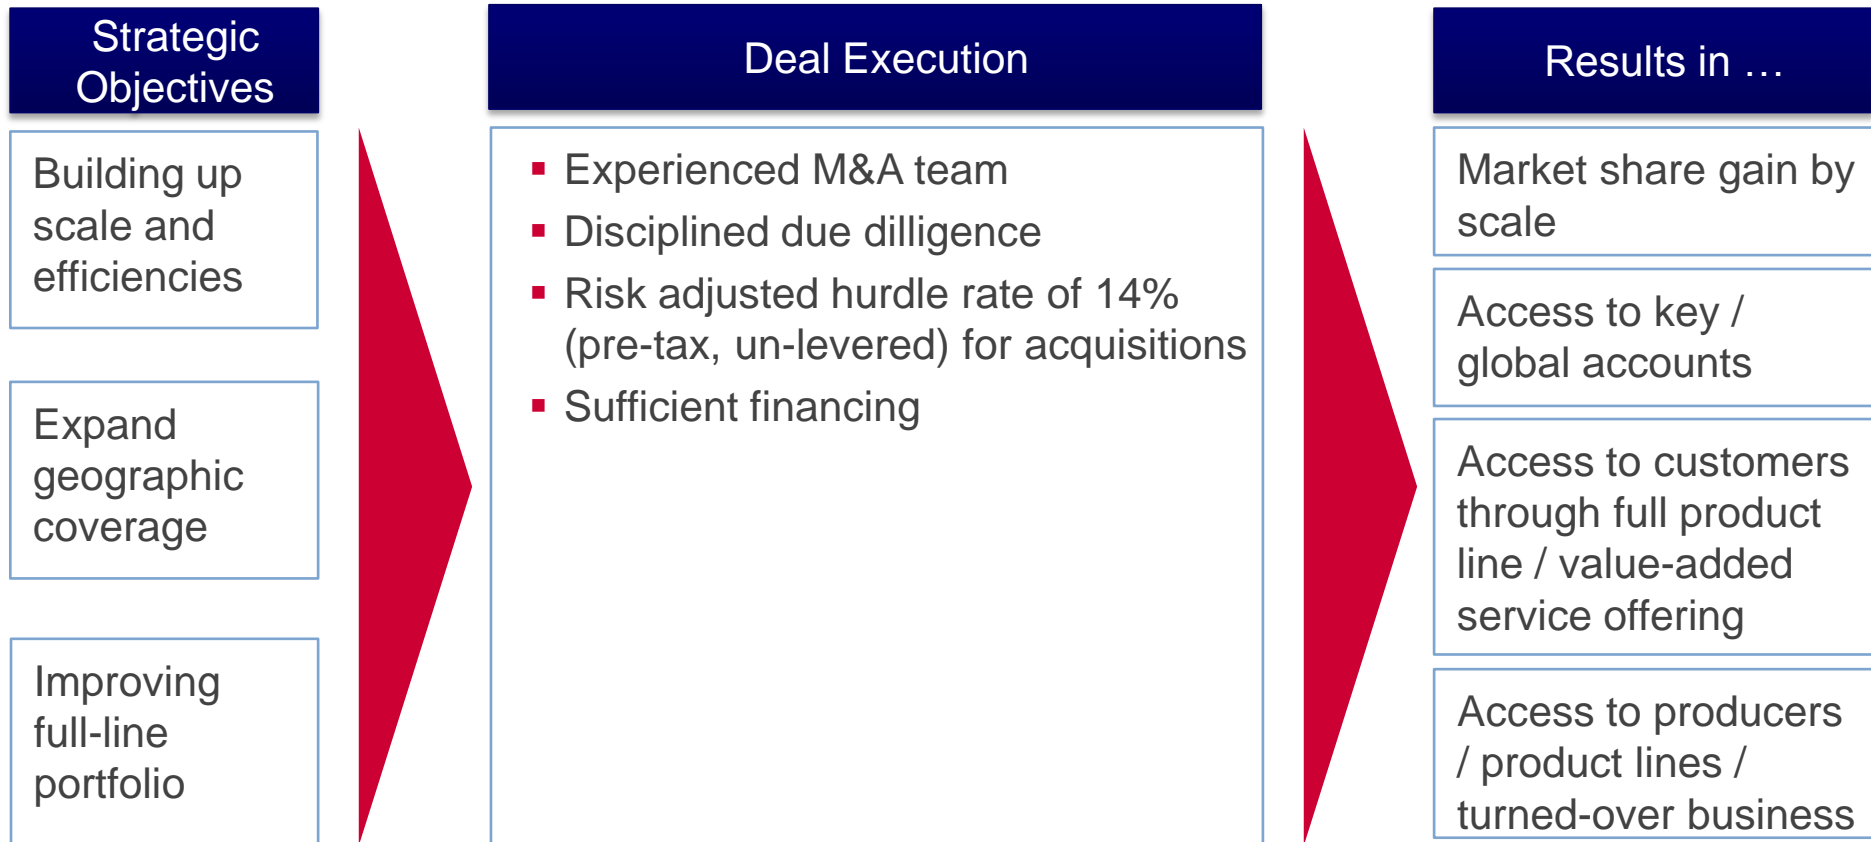 Strategic
Objectives
Building up
scale and
efficiencies
Expand
geographic
coverage
Improving
full-line
portfolio
Deal Execution
▪ Experienced M&A team
▪ Disciplined due dilligence
▪ Risk adjusted hurdle rate of 14%
(pre-tax, un-levered) for acquisitions
▪ Sufficient financing
Results in …
Market share gain by
scale
Access to key /
global accounts
Access to customers
through full product
line / value-added
service offering
Access to producers
/ product lines /
turned-over business